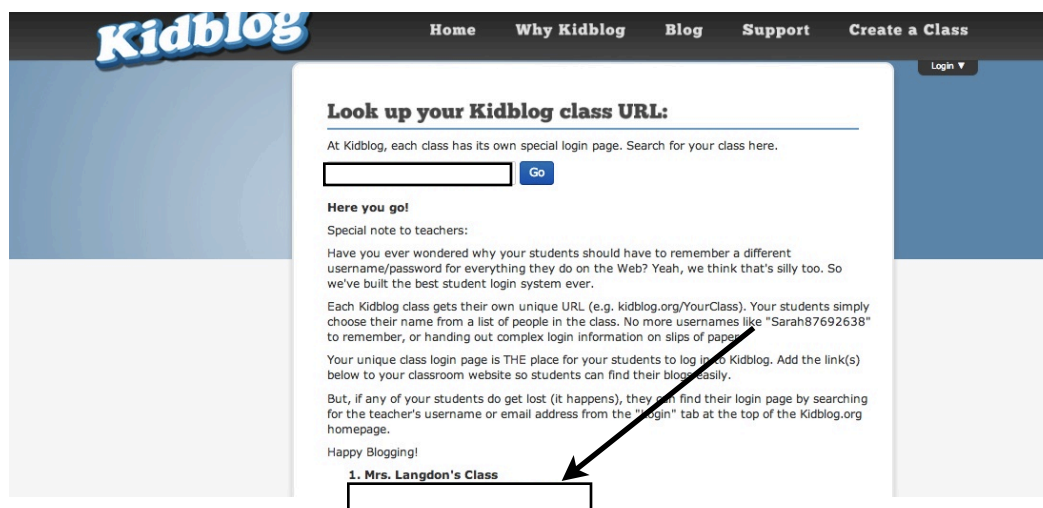 Kidblog
Home Why Kidblog Blog Support Create a Class
Login ▼
Look up your Kidblog class URL:
At Kidblog, each class has its own special login page. Search for your class here.
Go
Here you go!
Special note to teachers:
Have you ever wondered why your students should have to remember a different
username/password for everything they do on the Web? Yeah, we think that's silly too. So
we've built the best student login system ever.
Each Kidblog class gets their own unique URL (e.g. kidblog.org/YourClass). Your students simply
choose their name from a list of people in the class. No more usernames like "Sarah87692638"
to remember, or handing out complex login information on slips of paper.
Your unique class login page is THE place for your students to log in to Kidblog. Add the link(s)
below to your classroom website so students can find their blogs easily.
But, if any of your students do get lost (it happens), they can find their login page by searching
for the teacher's username or email address from the "Login" tab at the top of the Kidblog.org
homepage.
Happy Blogging!
1. Mrs. Langdon's Class